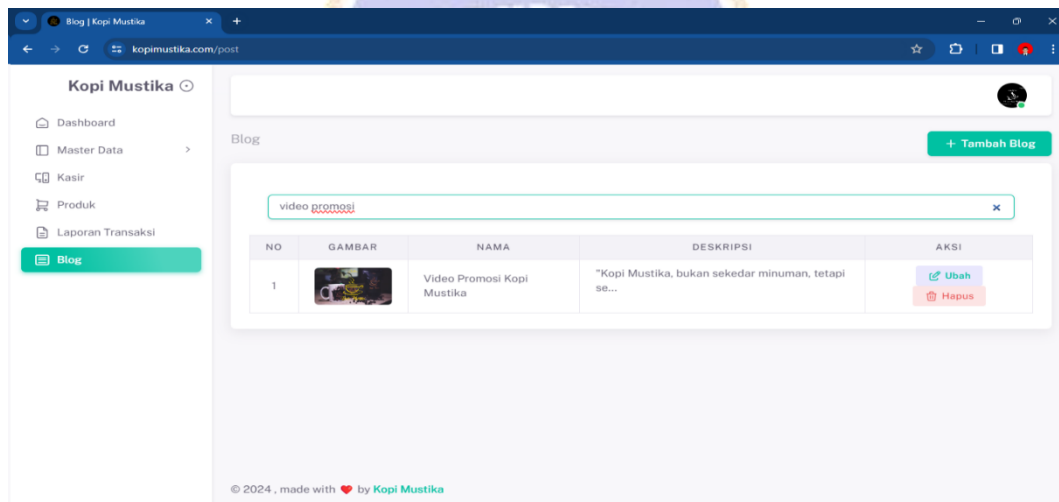 Blog | Kopi Mustika
kopimustika.com/post
Kopi Mustika
Dashboard
Master Data
Kasir
Produk
Laporan Transaksi
Blog
Blog
+ Tambah Blog
video promosi
NO GAMBAR NAMA DESKRIPSI AKSI
1 Video Promosi Kopi Mustika "Kopi Mustika, bukan sekedar minuman, tetapi se... Ubah
Hapus
© 2024 , made with ❤ by Kopi Mustika